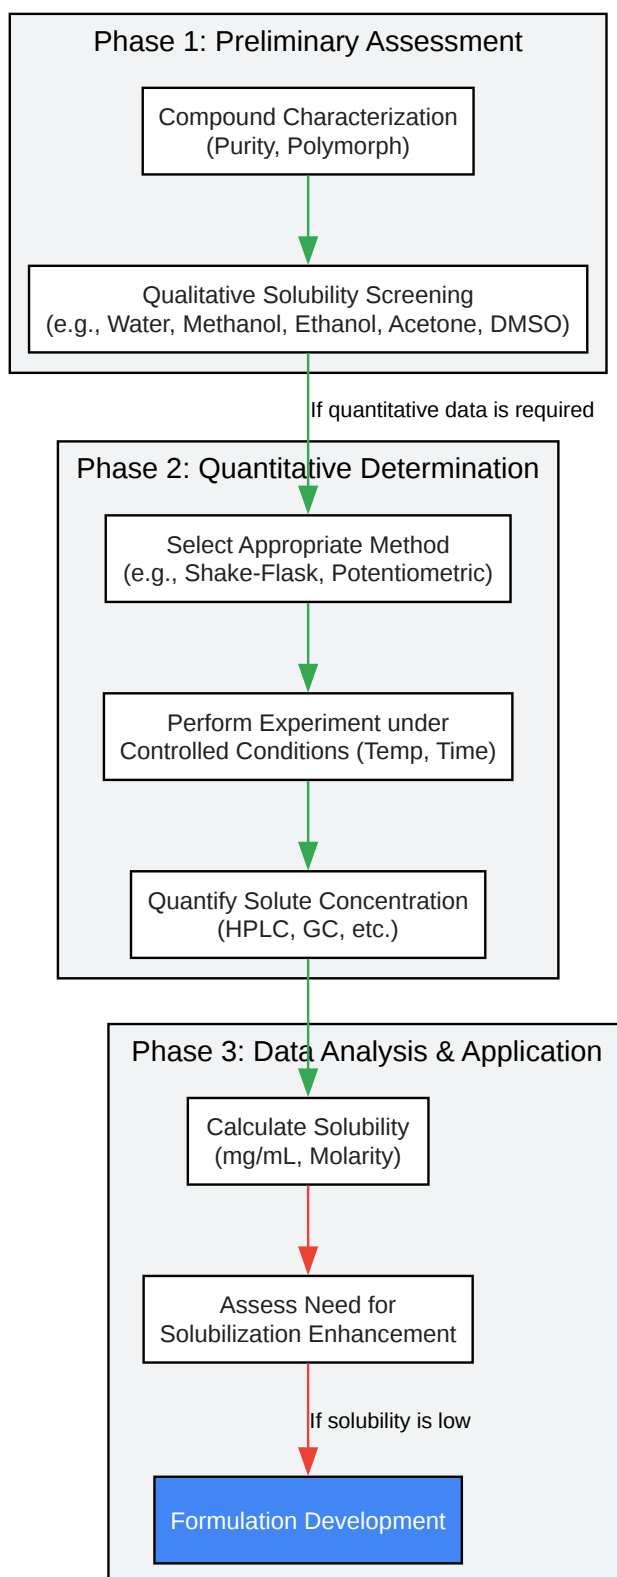 Phase 1: Preliminary Assessment
Compound Characterization
(Purity, Polymorph)
Qualitative Solubility Screening
(e.g., Water, Methanol, Ethanol, Acetone, DMSO)
If quantitative data is required
Phase 2: Quantitative Determination
Select Appropriate Method
(e.g., Shake-Flask, Potentiometric)
Perform Experiment under
Controlled Conditions (Temp, Time)
Quantify Solute Concentration
(HPLC, GC, etc.)
Phase 3: Data Analysis & Application
Calculate Solubility
(mg/mL, Molarity)
Assess Need for
Solubilization Enhancement
If solubility is low
Formulation Development